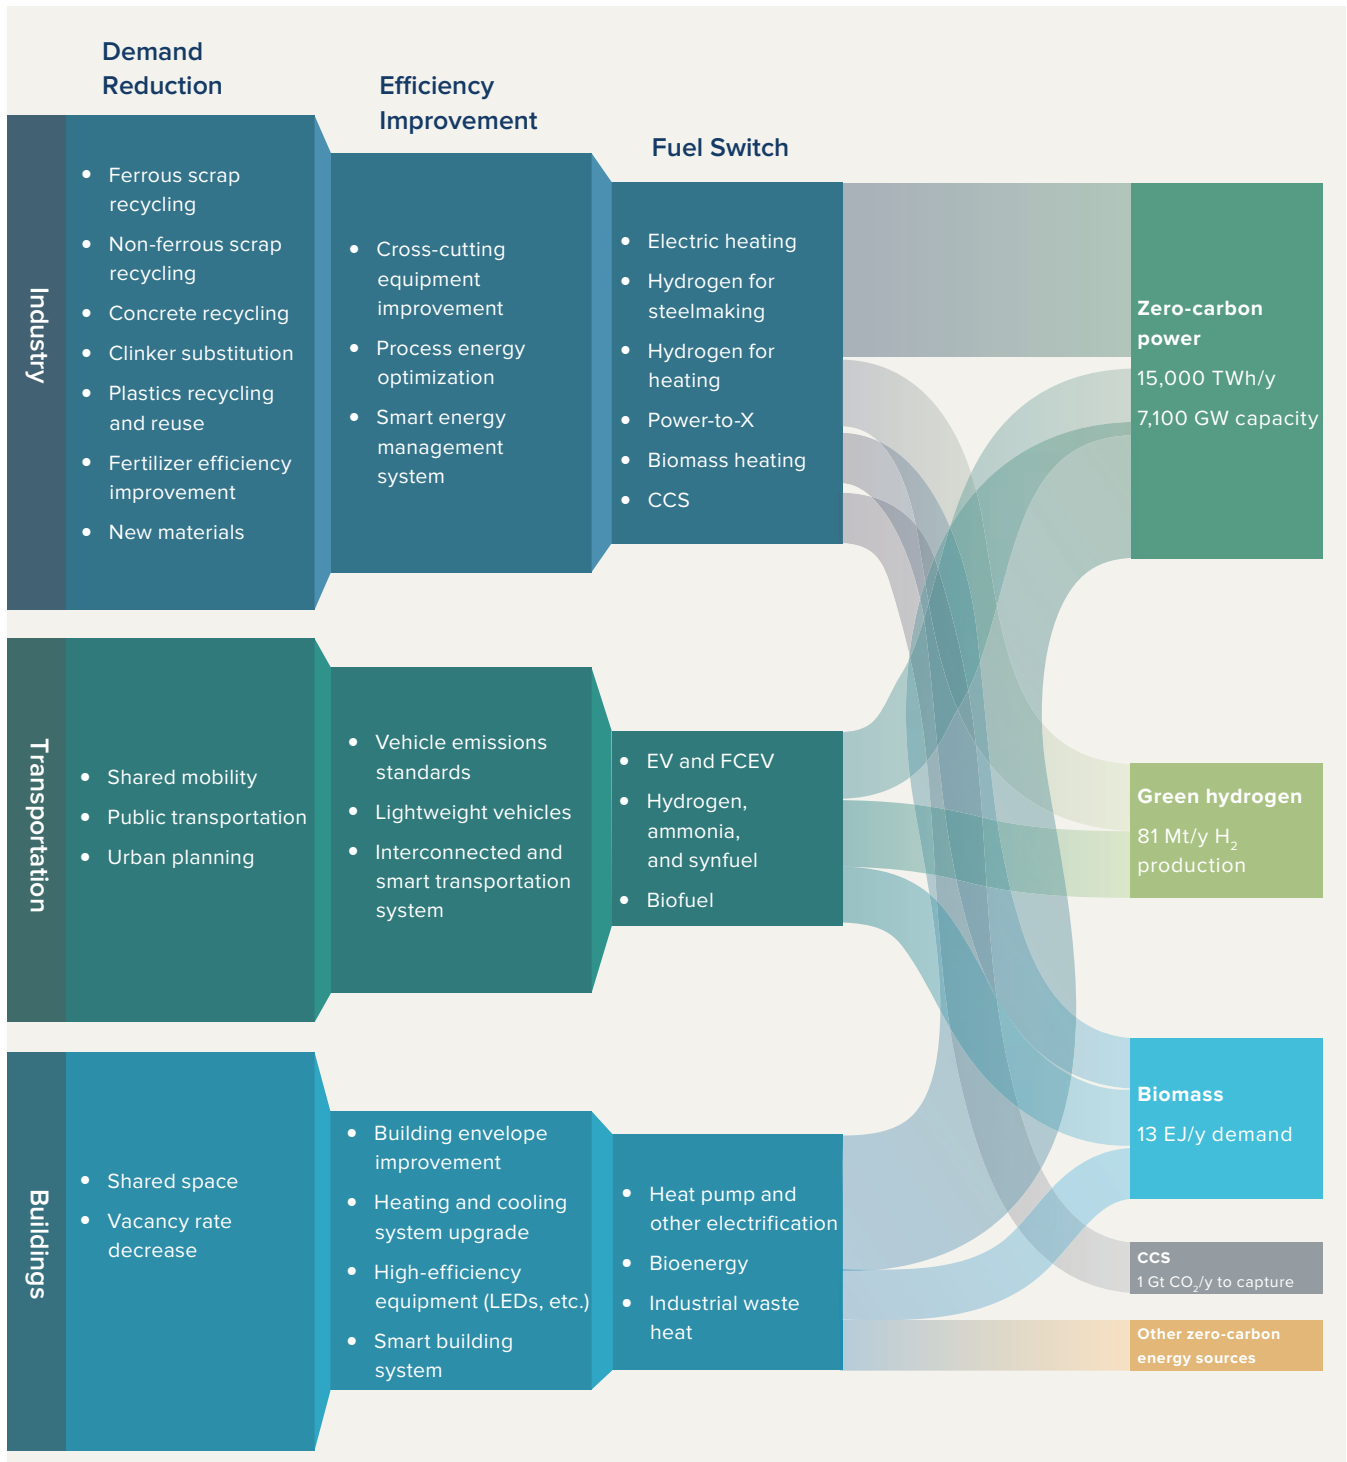 Demand
Reduction
Efficiency
Improvement
Fuel Switch
Industry
• Ferrous scrap
recycling
• Non-ferrous scrap
recycling
• Concrete recycling
• Clinker substitution
• Plastics recycling
and reuse
• Fertilizer efficiency
improvement
• New materials
• Cross-cutting
equipment
improvement
• Process energy
optimization
• Smart energy
management
system
• Electric heating
• Hydrogen for
steelmaking
• Hydrogen for
heating
• Power-to-X
• Biomass heating
• CCS
Transportation
• Shared mobility
• Public transportation
• Urban planning
• Vehicle emissions
standards
• Lightweight vehicles
• Interconnected and
smart transportation
system
• EV and FCEV
• Hydrogen,
ammonia,
and synfuel
• Biofuel
Buildings
• Shared space
• Vacancy rate
decrease
• Building envelope
improvement
• Heating and cooling
system upgrade
• High-efficiency
equipment (LEDs, etc.)
• Smart building
system
• Heat pump and
other electrification
• Bioenergy
• Industrial waste
heat
Zero-carbon
power
15,000 TWh/y
7,100 GW capacity
Green hydrogen
81 Mt/y H₂
production
Biomass
13 EJ/y demand
CCS
1 Gt CO₂/y to capture
Other zero-carbon
energy sources